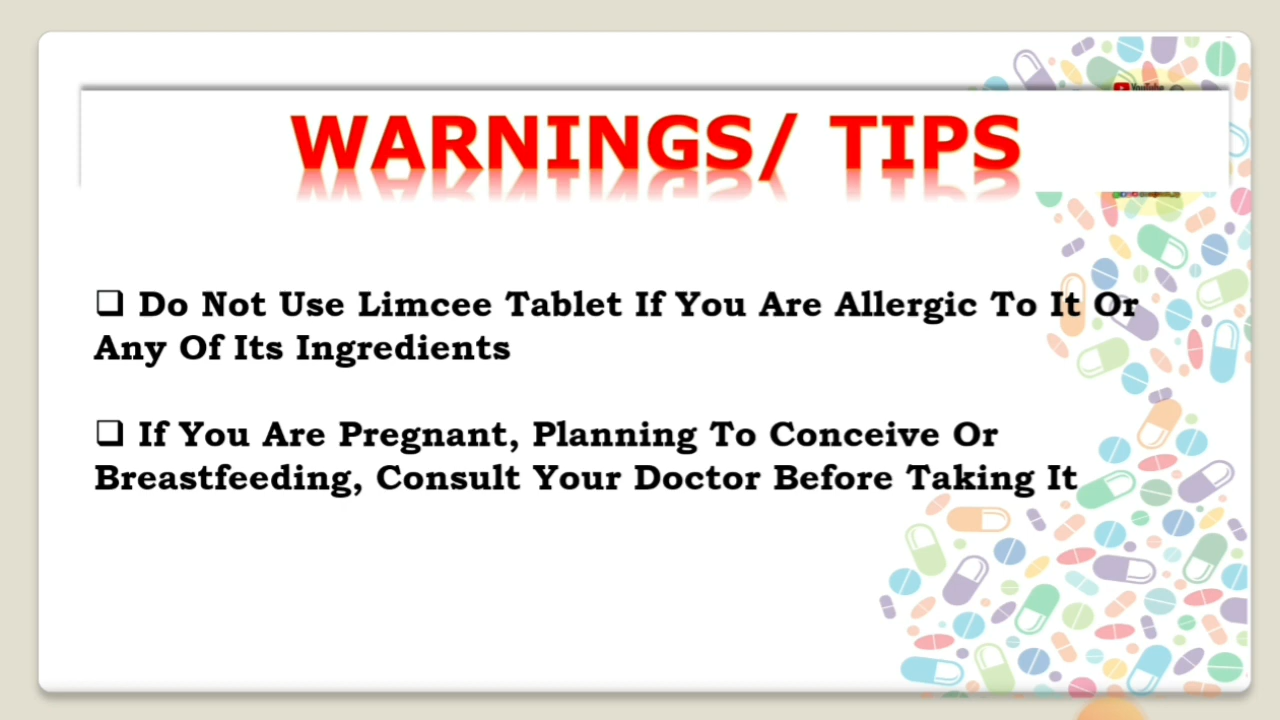 YouTube
WARNINGS/ TIPS
❑ Do Not Use Limcee Tablet If You Are Allergic To It Or
Any Of Its Ingredients
❑ If You Are Pregnant, Planning To Conceive Or
Breastfeeding, Consult Your Doctor Before Taking It